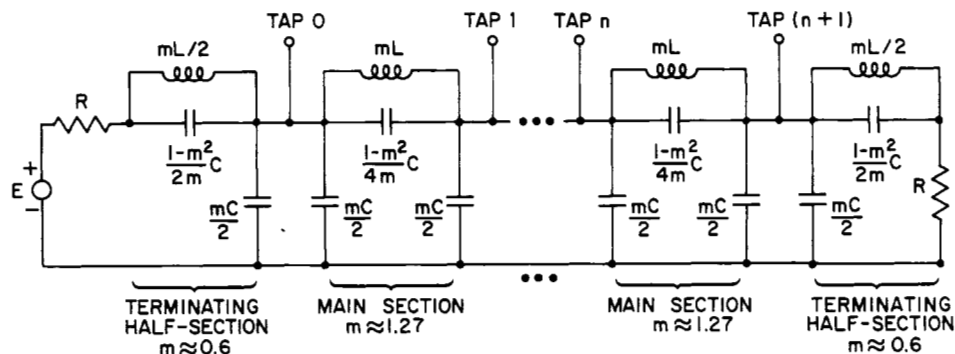 TAP 0 TAP 1 TAP n TAP (n+1)
mL/2 mL mL mL/2
R
1-m²/2m C 1-m²/4m C 1-m²/4m C 1-m²/2m C
+ E - R
mC/2 mC/2 mC/2 mC/2 mC/2 mC/2
••• •••
TERMINATING HALF-SECTION m≈0.6
MAIN SECTION m≈1.27
MAIN SECTION m≈1.27
TERMINATING HALF-SECTION m≈0.6